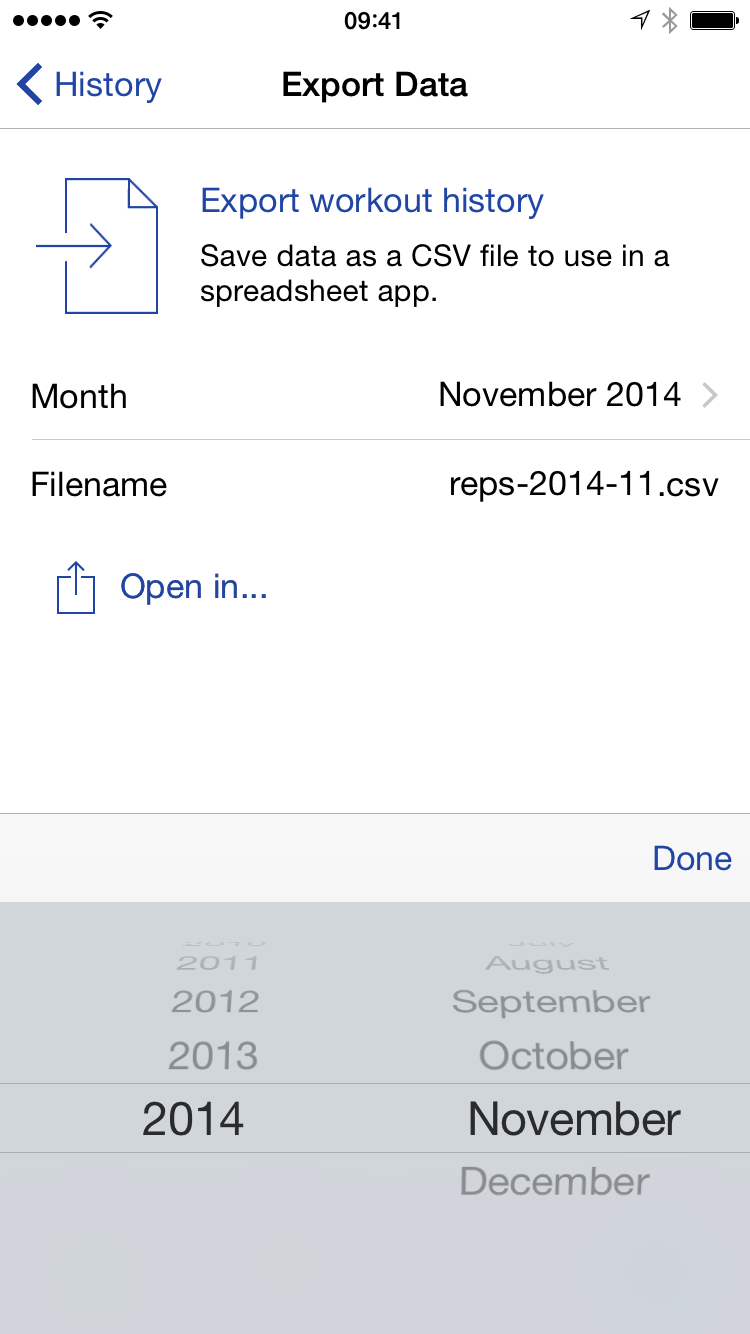 09:41
History
Export Data
Export workout history
Save data as a CSV file to use in a
spreadsheet app.
Month November 2014
Filename reps-2014-11.csv
Open in...
Done
2010 July
2011 August
2012 September
2013 October
2014 November
December